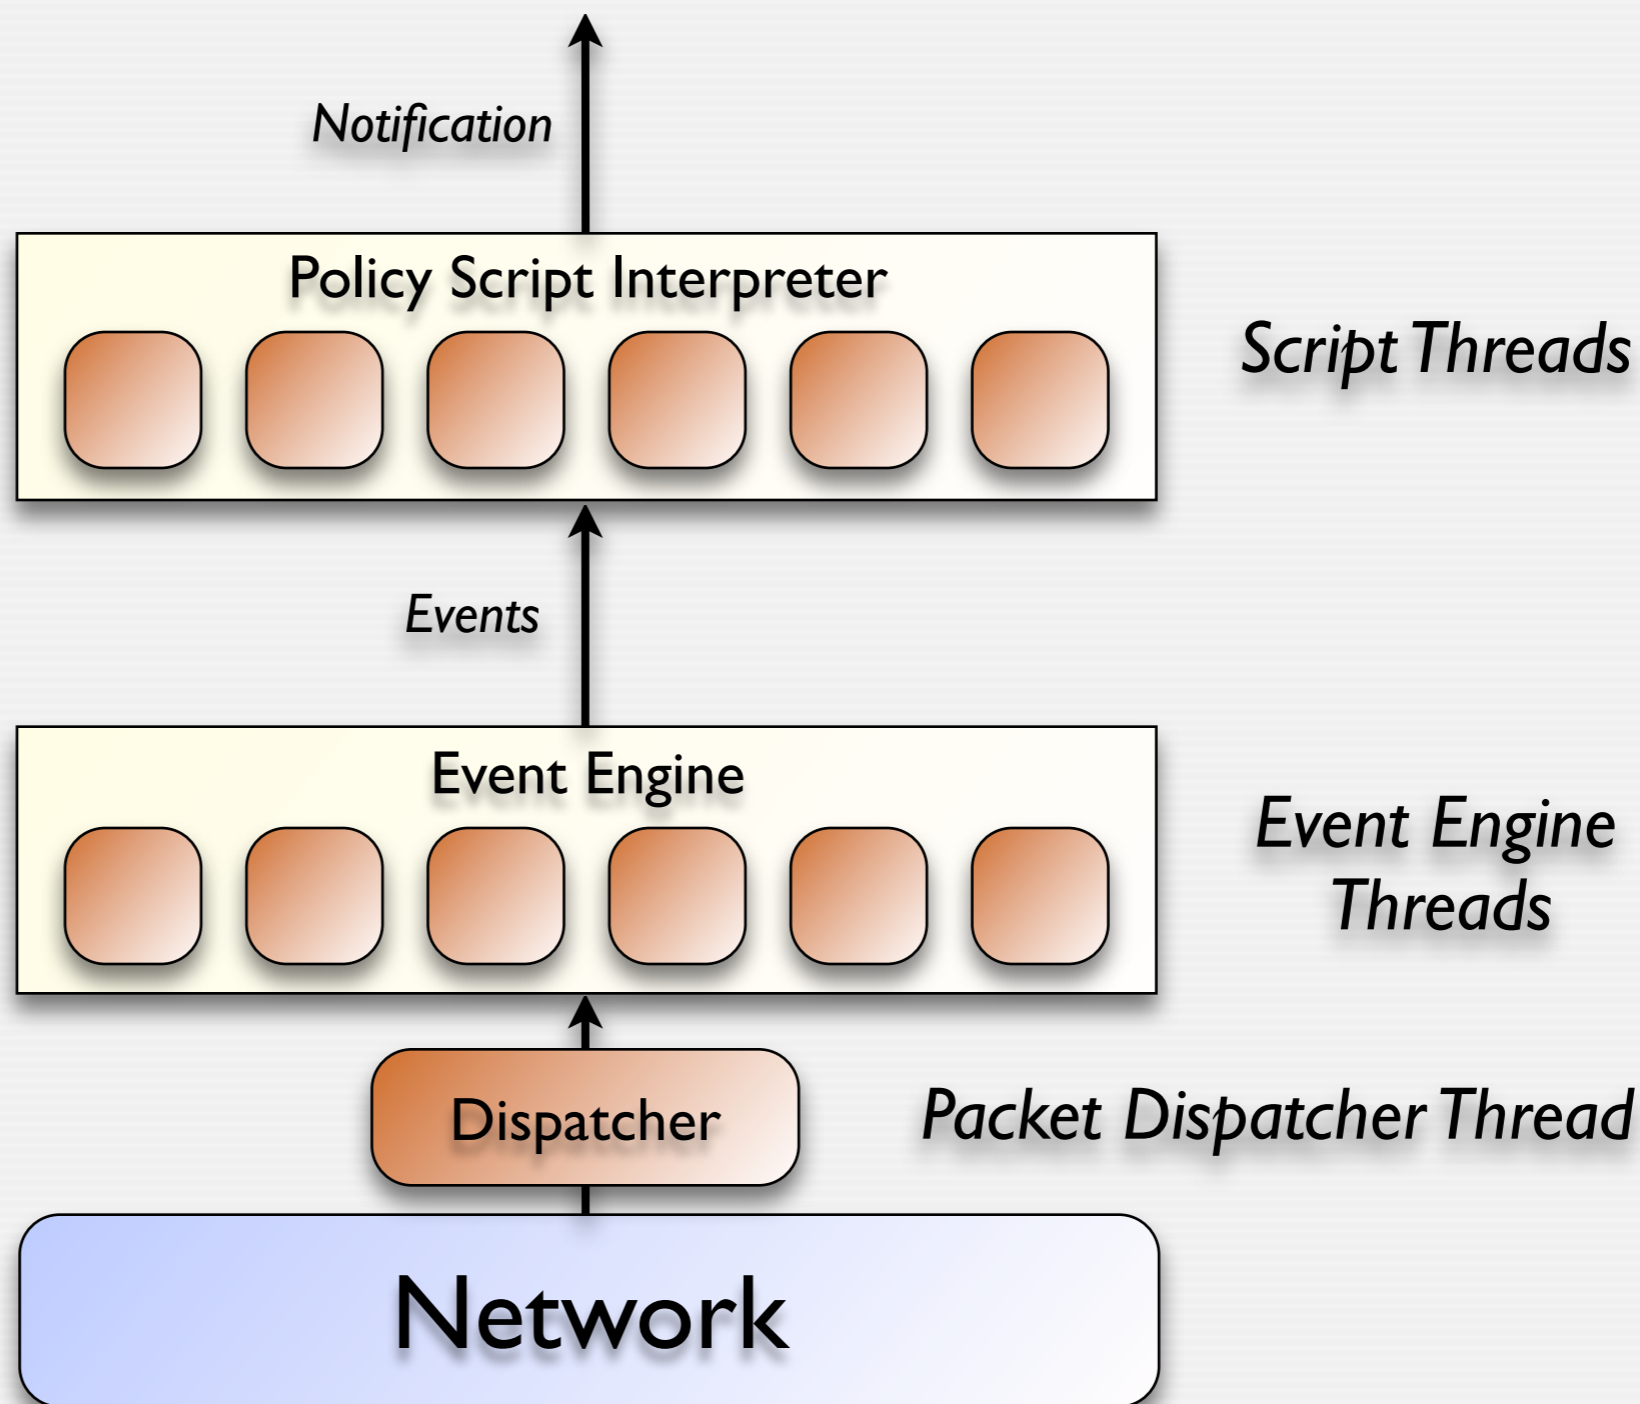 Notification
Policy Script Interpreter
Script Threads
Events
Event Engine
Event Engine
Threads
Dispatcher
Packet Dispatcher Thread
Network